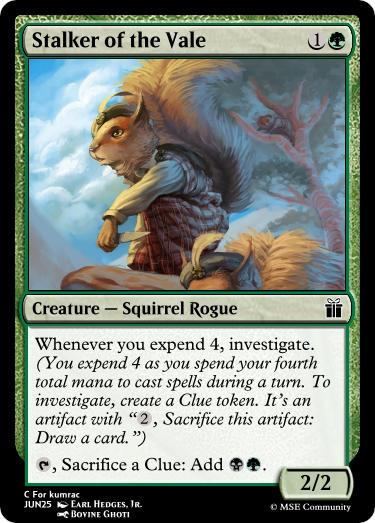 Stalker of the Vale 1
Creature — Squirrel Rogue
Whenever you expend 4, investigate.
(You expend 4 as you spend your fourth
total mana to cast spells during a turn. To
investigate, create a Clue token. It's an
artifact with “2, Sacrifice this artifact:
Draw a card.”)
, Sacrifice a Clue: Add .
2/2
C For kumrac
JUN25 Earl Hedges, Jr.
Bovine Ghoti
© MSE Community